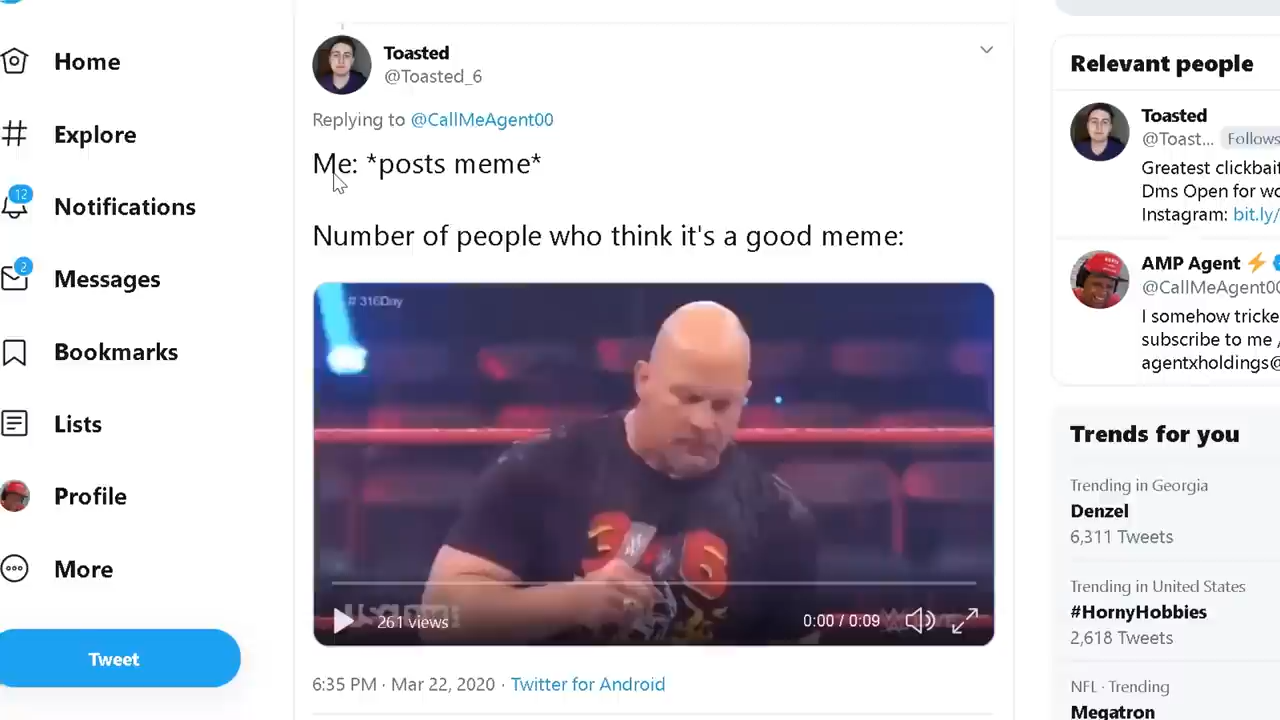 Home
Explore
12
Notifications
2
Messages
Bookmarks
Lists
Profile
More
Tweet
Toasted
@Toasted_6
Replying to @CallMeAgent00
Me: *posts meme*
Number of people who think it's a good meme:
#316Day
3:16
261 views
0:00 / 0:09
6:35 PM · Mar 22, 2020 · Twitter for Android
Relevant people
Toasted
@Toast... Follows
Greatest clickbait
Dms Open for wo
Instagram: bit.ly/
AMP Agent ⚡
@CallMeAgent00
I somehow tricke
subscribe to me /
agentxholdings@
Trends for you
Trending in Georgia
Denzel
6,311 Tweets
Trending in United States
#HornyHobbies
2,618 Tweets
NFL · Trending
Megatron